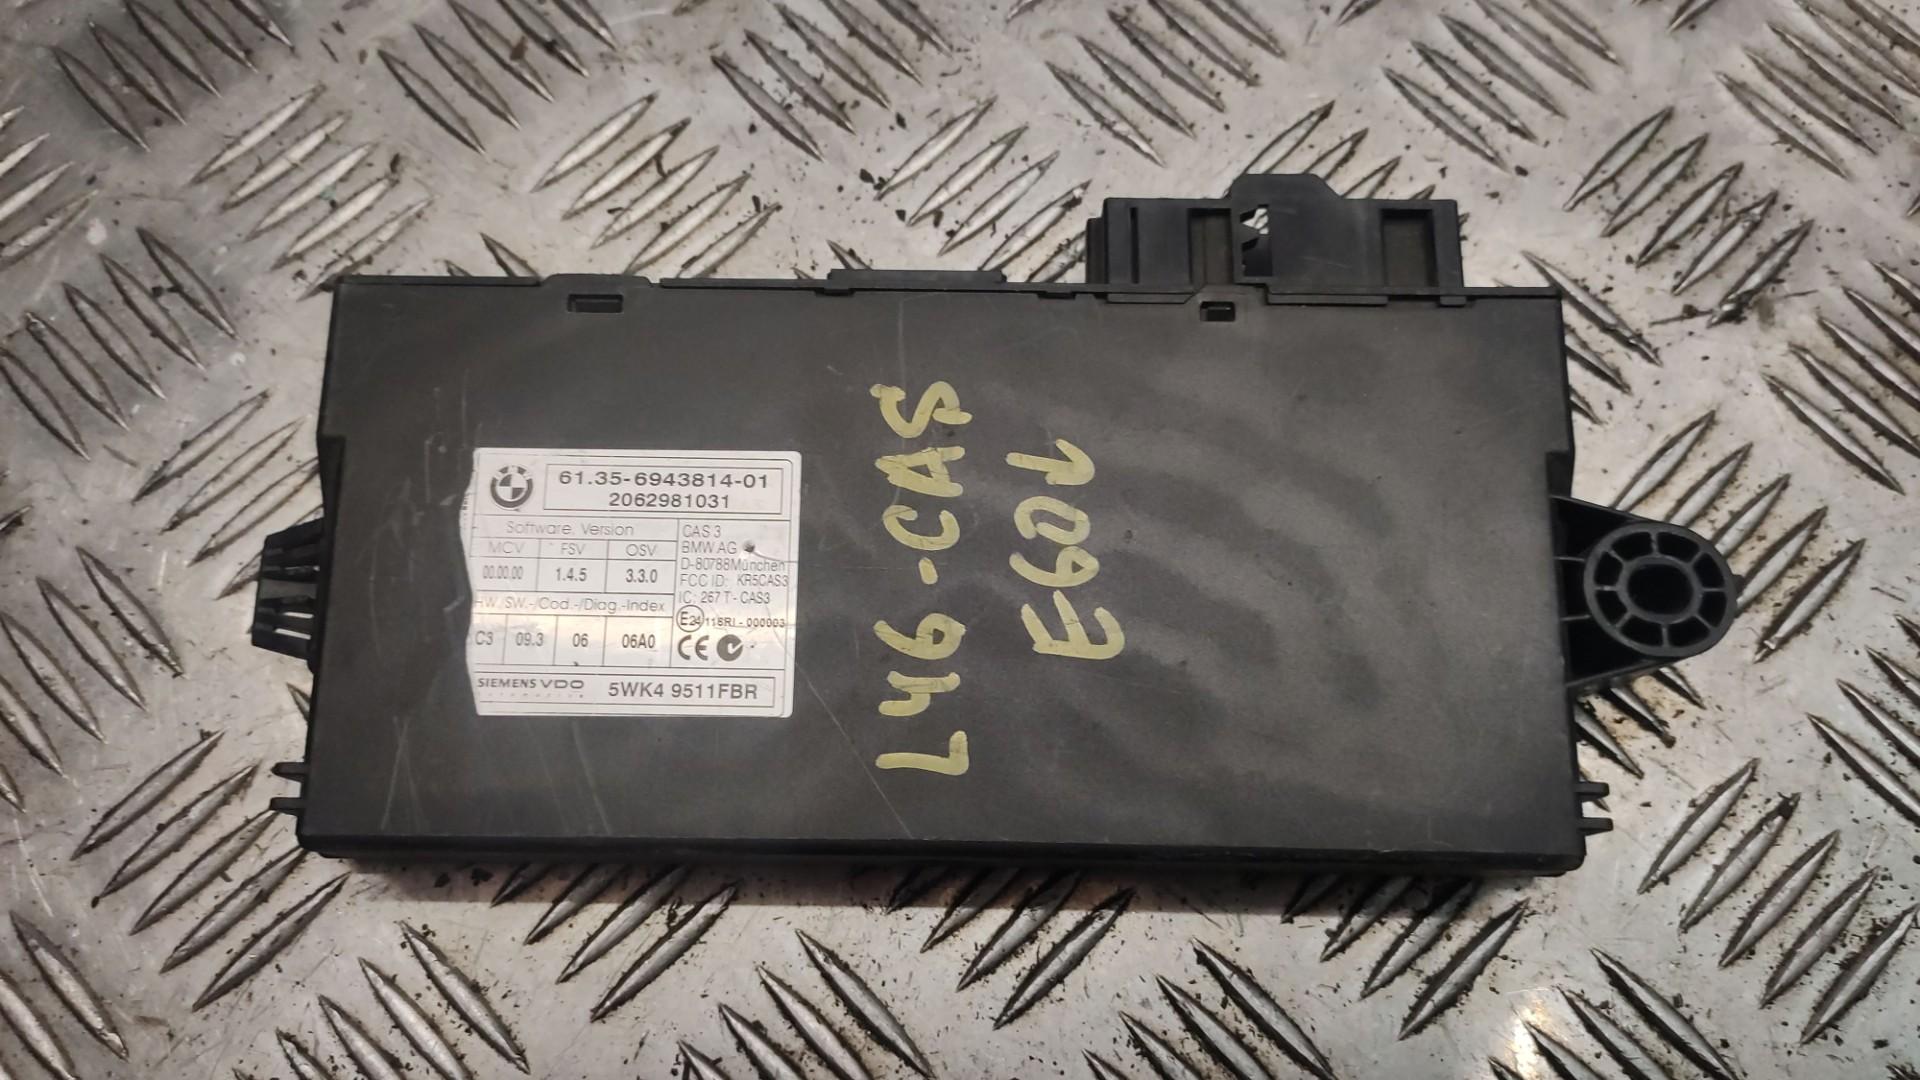 61.35-6943814-01
2062981031
Software. Version
MCV FSV OSV
00.00.00 1.4.5 3.3.0
HW. SW.-/Cod.-/Diag.-Index
C3 09.3 06 06A0
CAS 3
BMW AG
D-80788München
FCC ID: KR5CAS3
IC: 267 T - CAS3
E24 118RI - 000003
CE
SIEMENS VDO
Automotive
5WK4 9511FBR
L46-CAS
E601